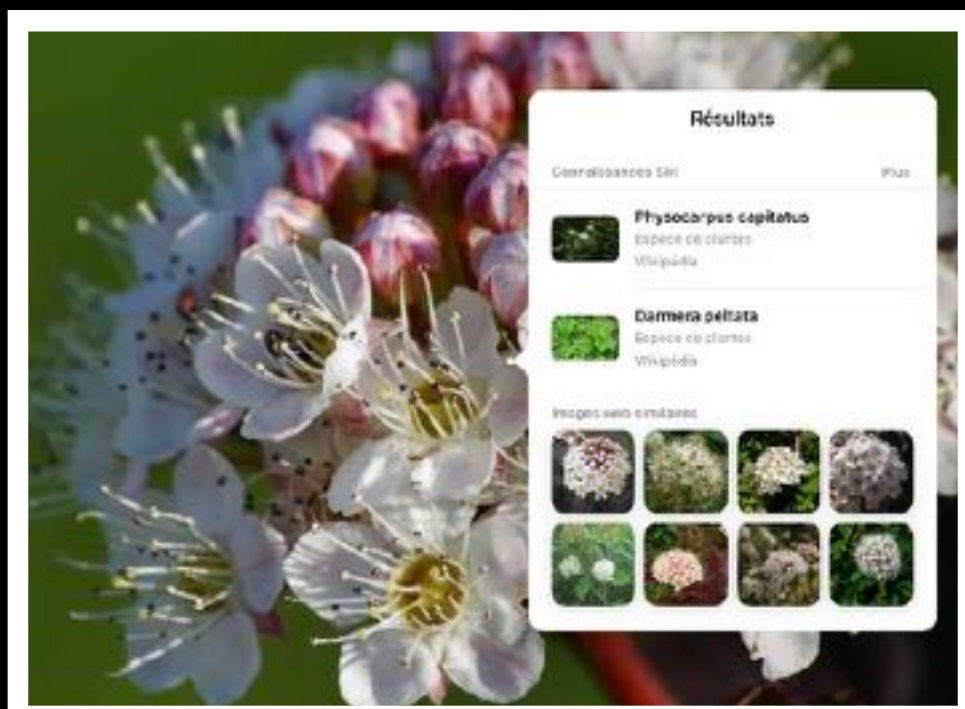 Résultats
Connaissances Siri Plus
Physocarpus capitatus
Espèce de plantes
Wikipédia
Darmera peltata
Espèce de plantes
Wikipédia
Images web similaires